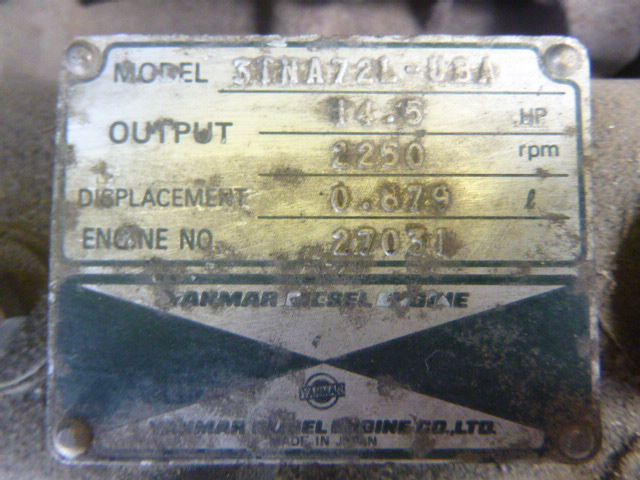 MODEL 3TNA72L-UBA
OUTPUT 14.5 HP
2250 rpm
DISPLACEMENT 0.879 ℓ
ENGINE NO. 27031
YANMAR DIESEL ENGINE
YANMAR
YANMAR DIESEL ENGINE CO.,LTD.
MADE IN JAPAN